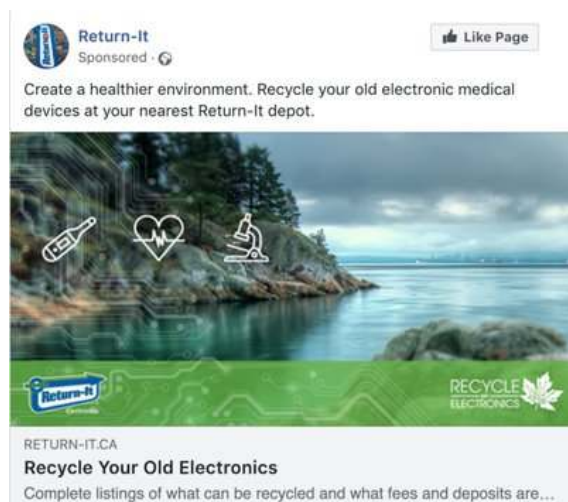 Return-It
Like Page
Sponsored ·
Create a healthier environment. Recycle your old electronic medical
devices at your nearest Return-It depot.
Return-It
RECYCLE
MY ELECTRONICS
RETURN-IT.CA
Recycle Your Old Electronics
Complete listings of what can be recycled and what fees and deposits are...